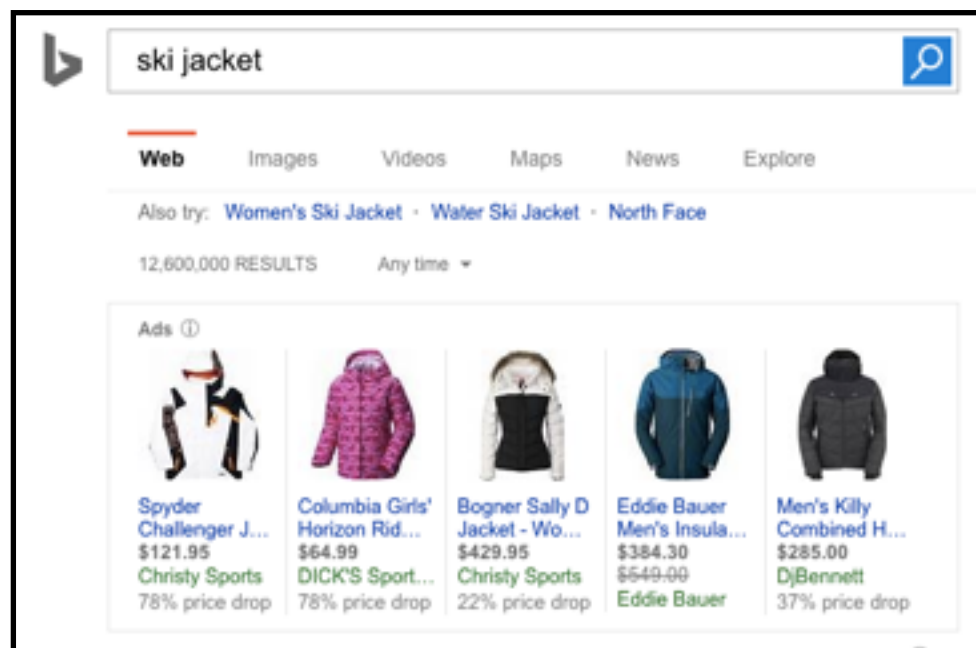 ski jacket
Web Images Videos Maps News Explore
Also try: Women's Ski Jacket · Water Ski Jacket · North Face
12,600,000 RESULTS Any time
Ads
Spyder
Challenger J...
$121.95
Christy Sports
78% price drop
Columbia Girls'
Horizon Rid...
$64.99
DICK'S Sport...
78% price drop
Bogner Sally D
Jacket - Wo...
$429.95
Christy Sports
22% price drop
Eddie Bauer
Men's Insula...
$384.30
$549.00
Eddie Bauer
Men's Killy
Combined H...
$285.00
DjBennett
37% price drop